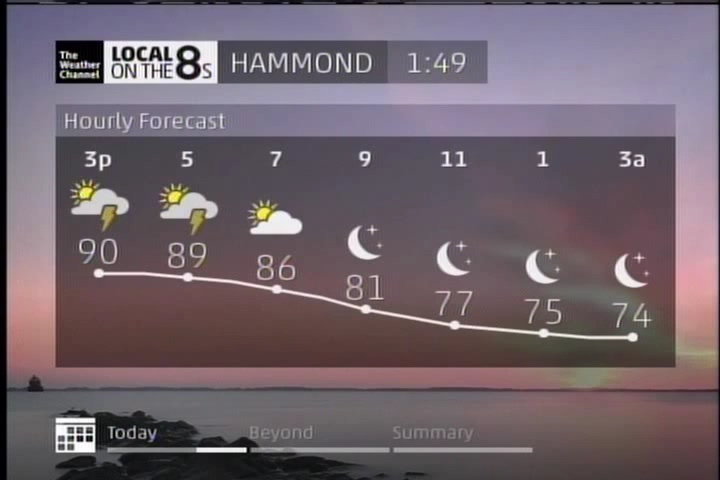 The Weather Channel
LOCAL ON THE 8s
HAMMOND 1:49
Hourly Forecast
3p 5 7 9 11 1 3a
90 89 86 81 77 75 74
Today Beyond Summary